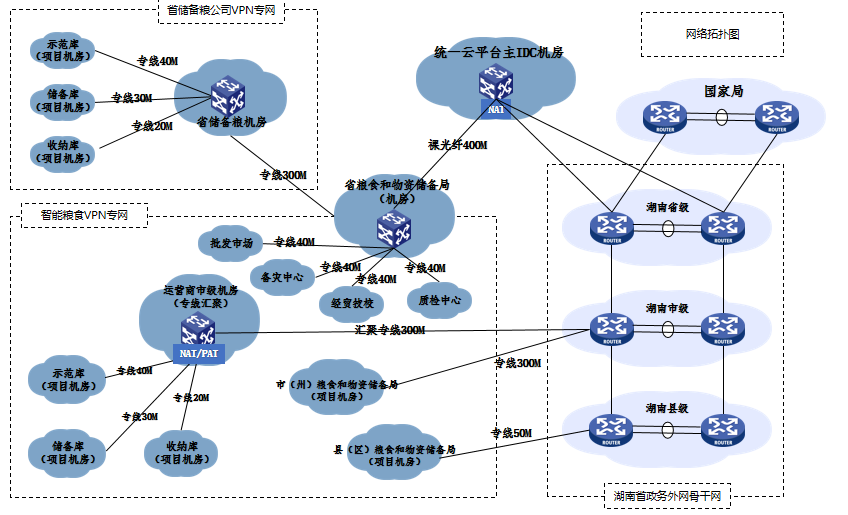 省储备粮公司VPN专网
网络拓扑图
示范库
（项目机房）
专线40M
储备库
（项目机房）
专线30M
收纳库
（项目机房）
专线20M
省储备粮机房
专线300M
统一云平台主IDC机房
NAT
裸光纤400M
国家局
ROUTER
ROUTER
省粮食和物资储备局
（机房）
湖南省级
ROUTER
ROUTER
智能粮食VPN专网
批发市场
专线40M
备灾中心
专线40M
经贸技校
专线40M
质检中心
专线40M
运营商市级机房
（专线汇聚）
NAT/PAT
汇聚专线300M
湖南市级
ROUTER
ROUTER
示范库
（项目机房）
专线40M
储备库
（项目机房）
专线30M
收纳库
（项目机房）
专线20M
市（州）粮食和物资储备局
（项目机房）
专线300M
县（区）粮食和物资储备局
（项目机房）
专线50M
湖南县级
ROUTER
ROUTER
湖南省政务外网骨干网